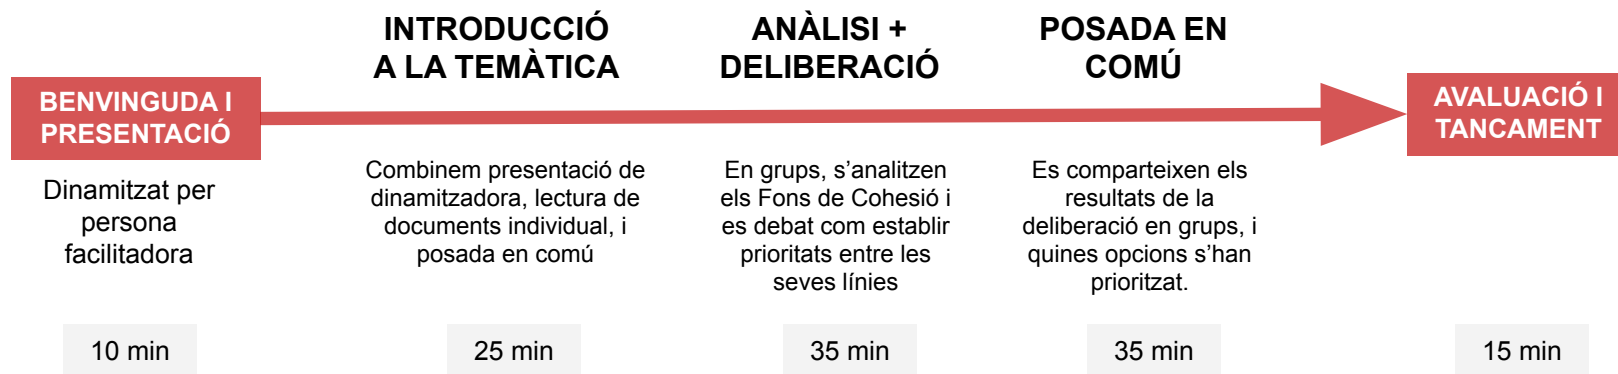 BENVINGUDA I
PRESENTACIÓ
Dinamitzat per
persona
facilitadora
10 min
INTRODUCCIÓ
A LA TEMÀTICA
Combinem presentació de
dinamitzadora, lectura de
documents individual, i
posada en comú
25 min
ANÀLISI +
DELIBERACIÓ
En grups, s’analitzen
els Fons de Cohesió i
es debat com establir
prioritats entre les
seves línies
35 min
POSADA EN
COMÚ
Es comparteixen els
resultats de la
deliberació en grups, i
quines opcions s’han
prioritzat.
35 min
AVALUACIÓ I
TANCAMENT
15 min